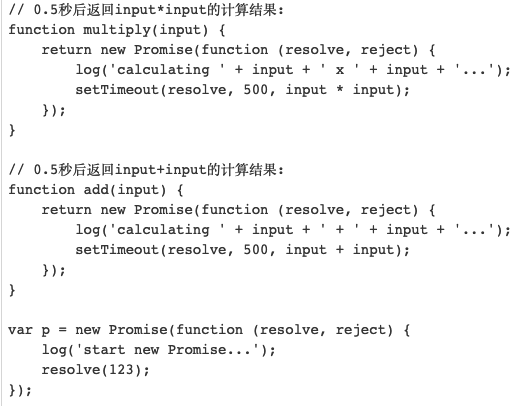 // 0.5秒后返回input*input的计算结果:
function multiply(input) {
    return new Promise(function (resolve, reject) {
        log('calculating ' + input + ' x ' + input + '...');
        setTimeout(resolve, 500, input * input);
    });
}

// 0.5秒后返回input+input的计算结果:
function add(input) {
    return new Promise(function (resolve, reject) {
        log('calculating ' + input + ' + ' + input + '...');
        setTimeout(resolve, 500, input + input);
    });
}

var p = new Promise(function (resolve, reject) {
    log('start new Promise...');
    resolve(123);
});